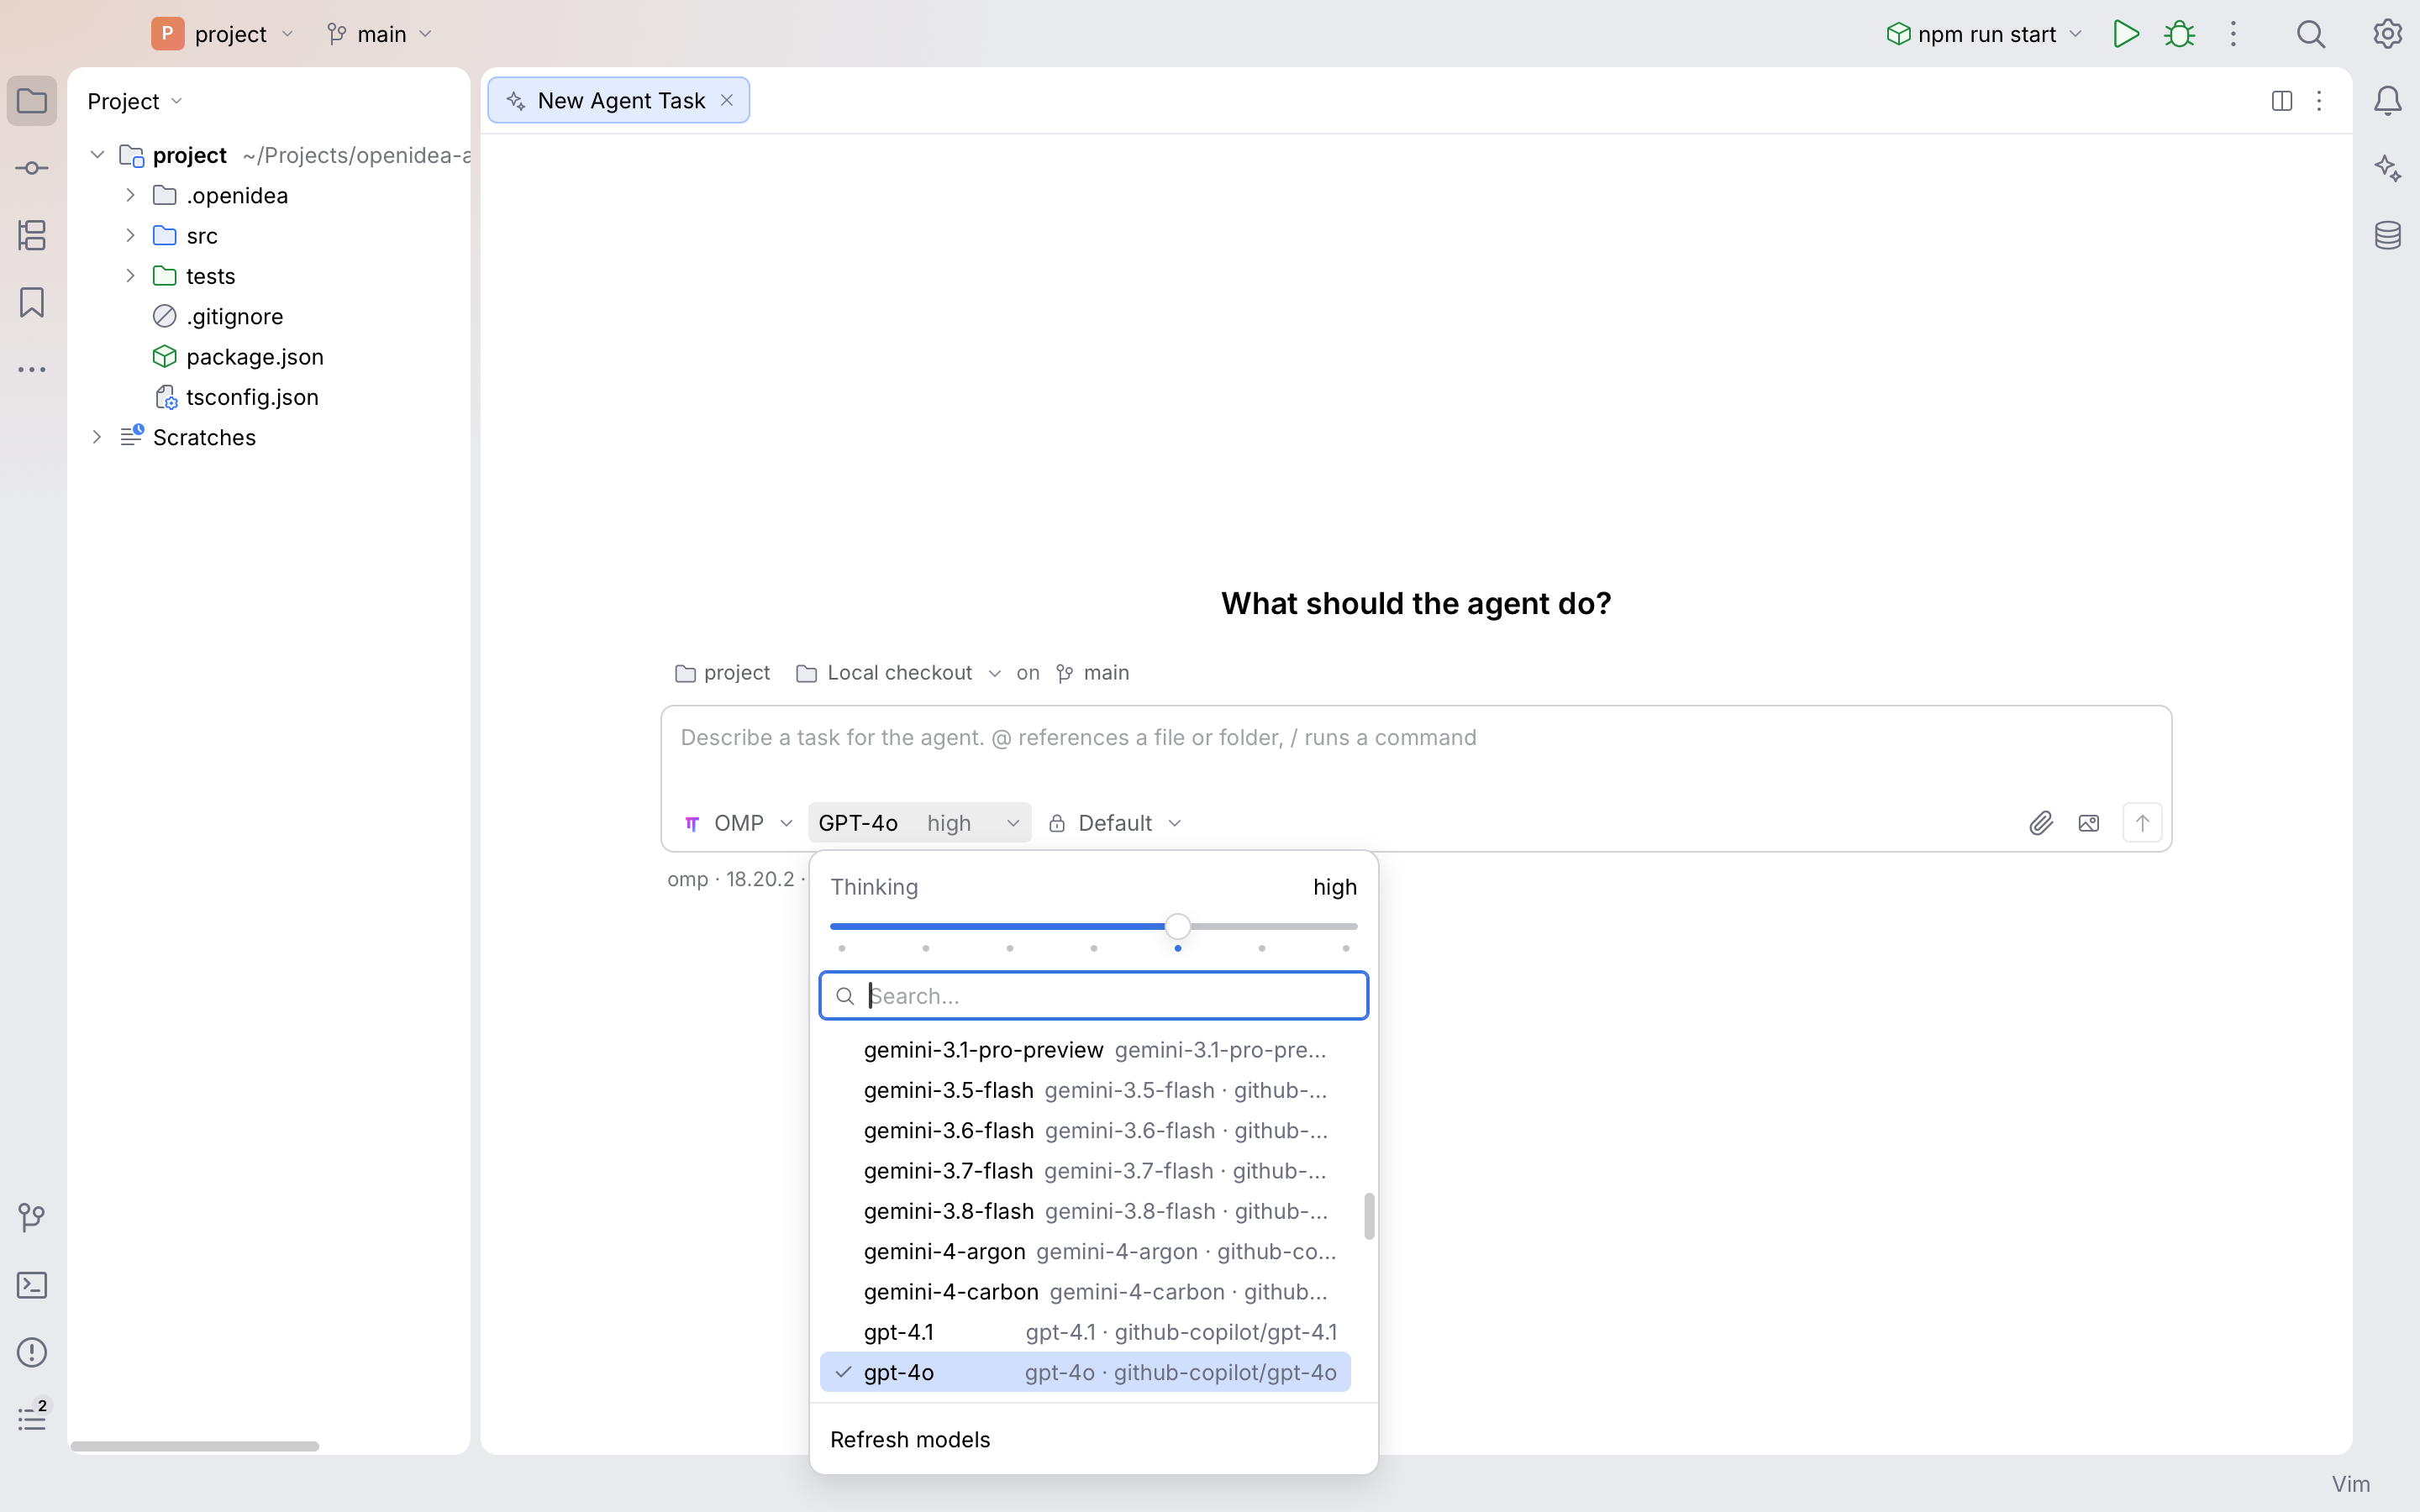 P project main npm run start
Project
New Agent Task
project ~/Projects/openidea-a
.openidea
src
tests
.gitignore
package.json
tsconfig.json
Scratches
What should the agent do?
project Local checkout on main
Describe a task for the agent. @ references a file or folder, / runs a command
OMP GPT-4o high Default
omp · 18.20.2 ·
Thinking high
Search...
gemini-3.1-pro-preview gemini-3.1-pro-pre...
gemini-3.5-flash gemini-3.5-flash · github-...
gemini-3.6-flash gemini-3.6-flash · github-...
gemini-3.7-flash gemini-3.7-flash · github-...
gemini-3.8-flash gemini-3.8-flash · github-...
gemini-4-argon gemini-4-argon · github-co...
gemini-4-carbon gemini-4-carbon · github...
gpt-4.1 gpt-4.1 · github-copilot/gpt-4.1
gpt-4o gpt-4o · github-copilot/gpt-4o
Refresh models
2
Vim